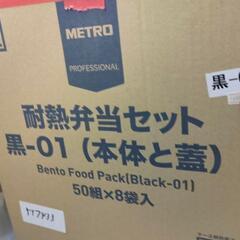 METRO
PROFESSIONAL
耐熱弁当セット
黒-01（本体と蓋）
Bento Food Pack(Black-01)
50組×8袋入
黒-